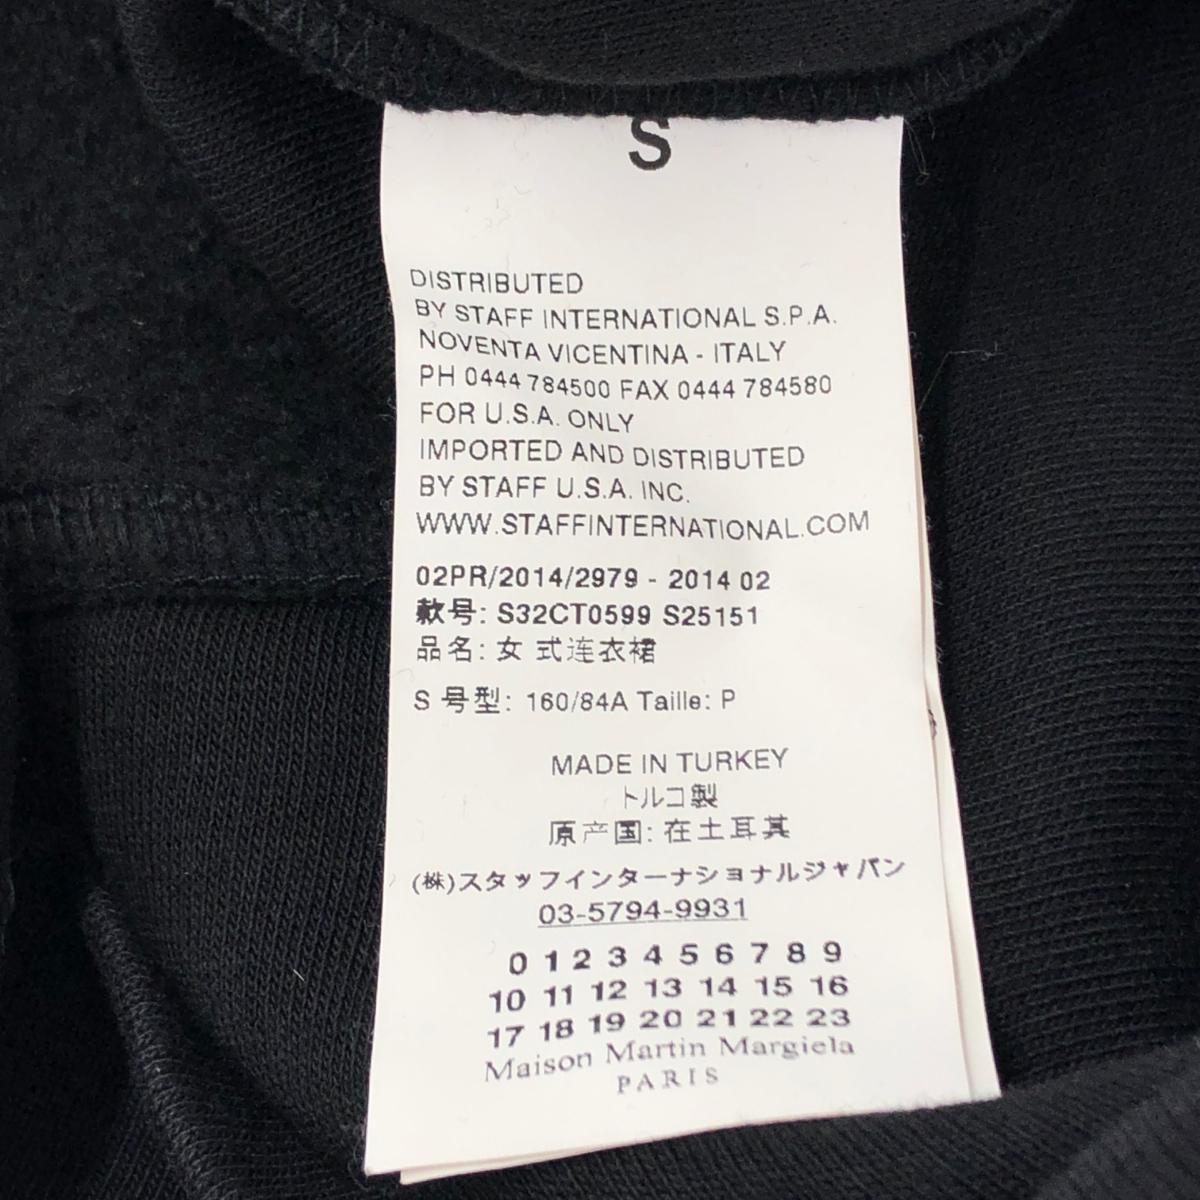 S
DISTRIBUTED
BY STAFF INTERNATIONAL S.P.A.
NOVENTA VICENTINA - ITALY
PH 0444 784500 FAX 0444 784580
FOR U.S.A. ONLY
IMPORTED AND DISTRIBUTED
BY STAFF U.S.A. INC.
WWW.STAFFINTERNATIONAL.COM
02PR/2014/2979 - 2014 02
款号: S32CT0599 S25151
品名: 女 式连衣裙
S 号型: 160/84A Taille: P
MADE IN TURKEY
トルコ製
原产国: 在土耳其
(株)スタッフインターナショナルジャパン
03-5794-9931
0 1 2 3 4 5 6 7 8 9
10 11 12 13 14 15 16
17 18 19 20 21 22 23
Maison Martin Margiela
PARIS